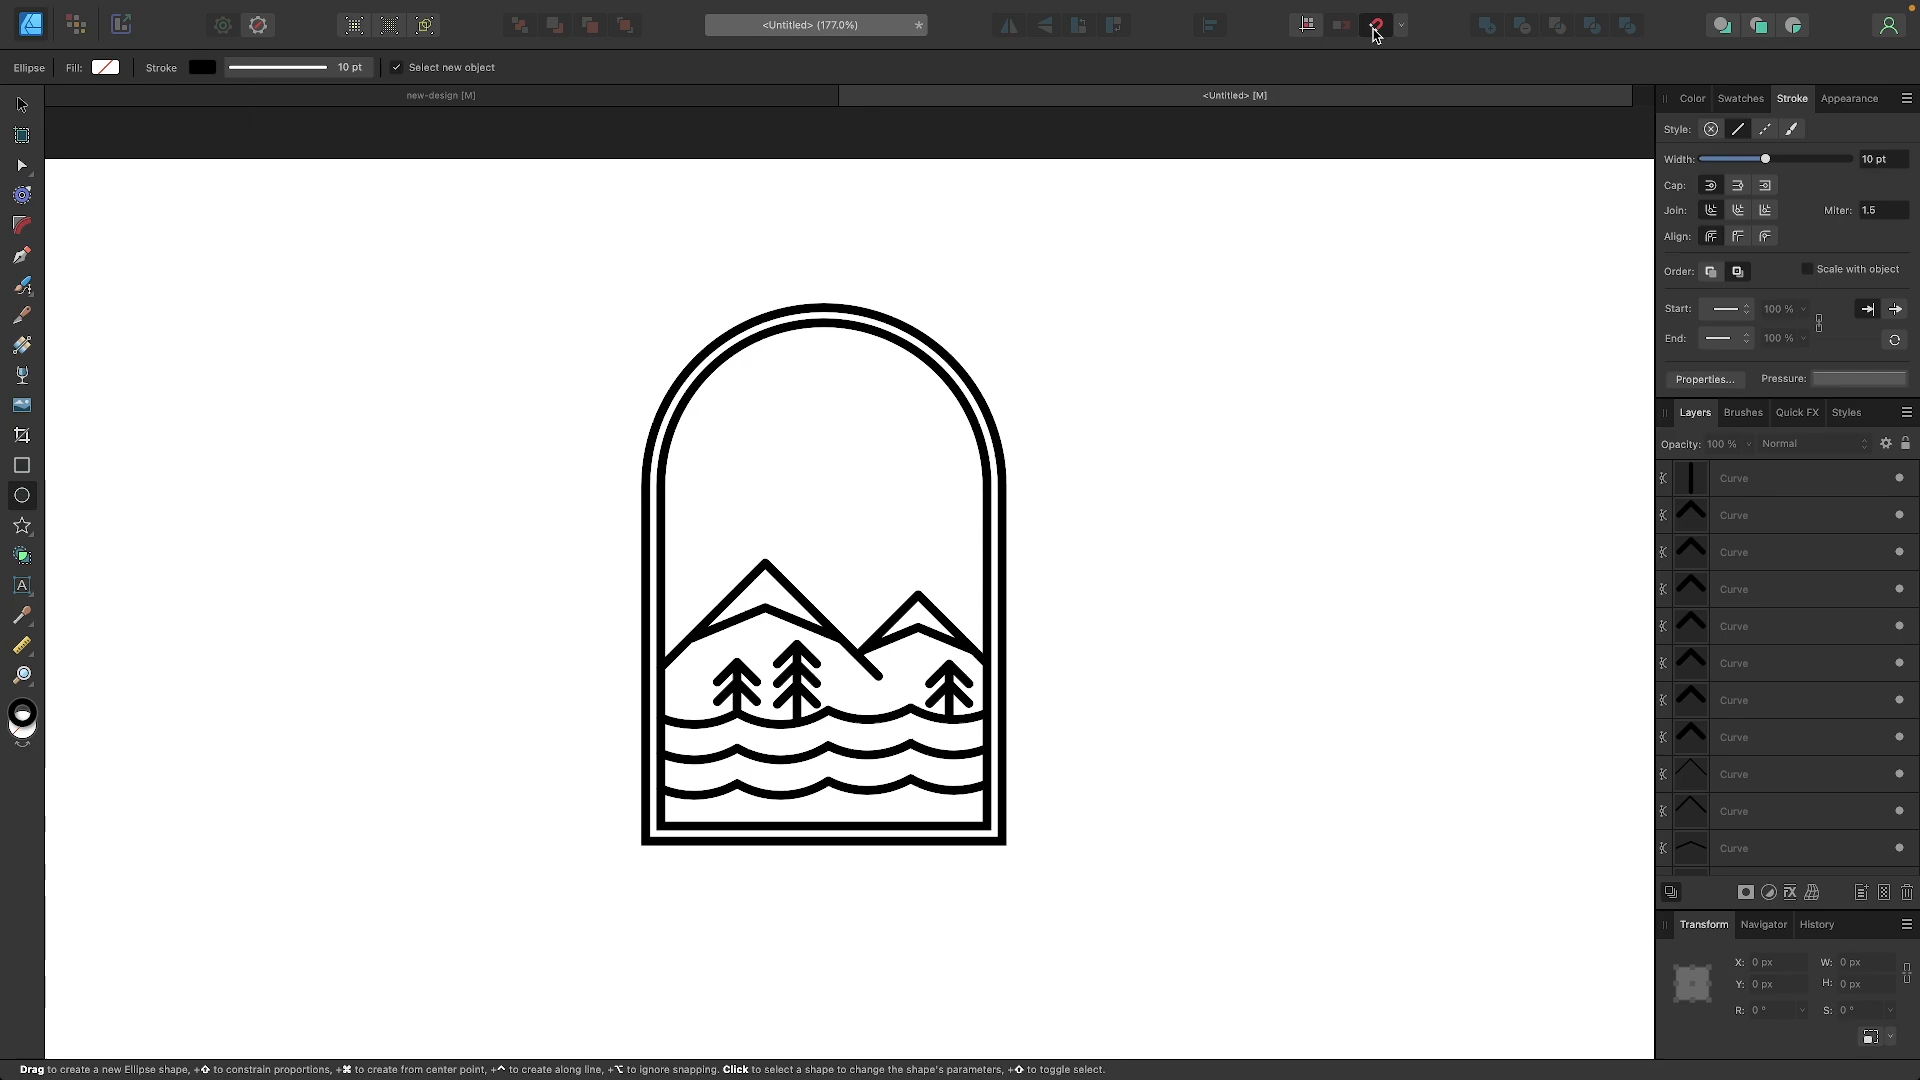 <Untitled> (177.0%)
*
Ellipse
Fill:
Stroke
10 pt
Select new object
new-design [M]
<Untitled> [M]
Color
Swatches
Stroke
Appearance
Style:
Width:
10 pt
Cap:
Join:
Miter:
1.5
Align:
Order:
Scale with object
Start:
100 %
End:
100 %
Properties...
Pressure:
Layers
Brushes
Quick FX
Styles
Opacity:
100 %
Normal
Curve
Curve
Curve
Curve
Curve
Curve
Curve
Curve
Curve
Curve
Curve
Transform
Navigator
History
X:
0 px
W:
0 px
Y:
0 px
H:
0 px
R:
0 °
S:
0 °
Drag to create a new Ellipse shape, +⇧ to constrain proportions, +⌘ to create from center point, +^ to create along line, +⌥ to ignore snapping. Click to select a shape to change the shape's parameters, +⇧ to toggle select.